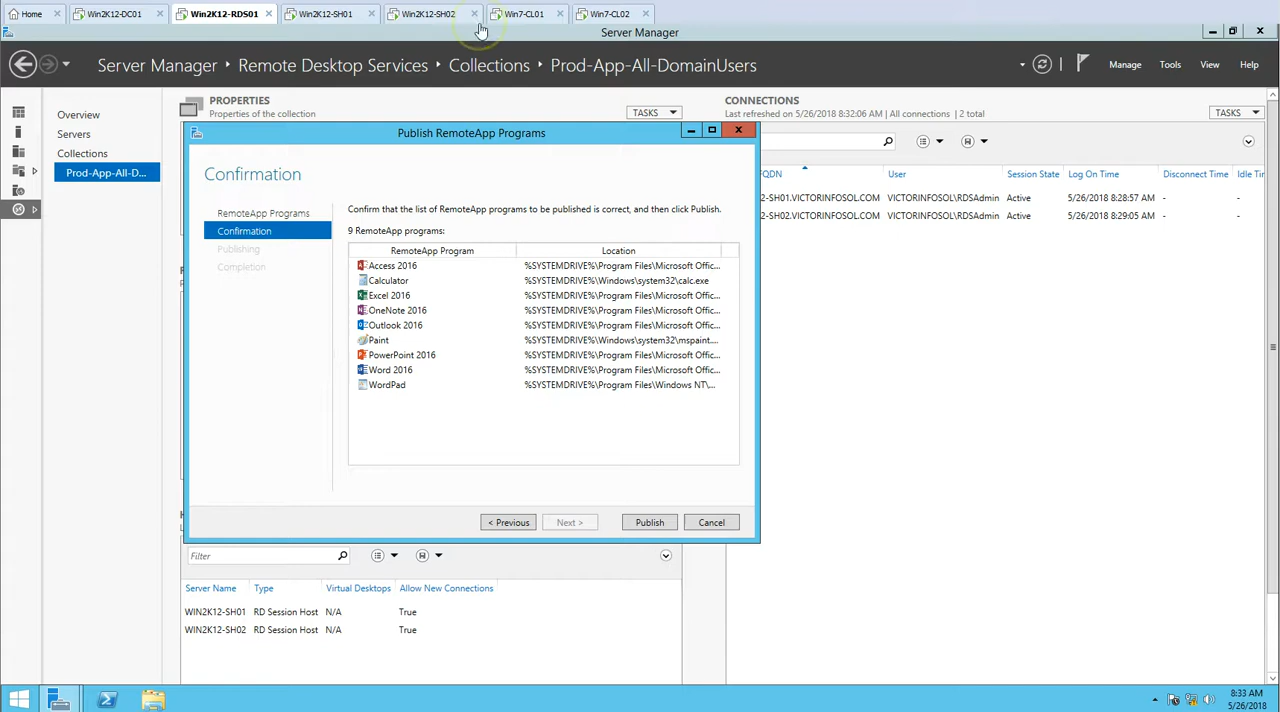 Home
Win2K12-DC01
Win2K12-RDS01
Win2K12-SH01
Win2K12-SH02
Win7-CL01
Win7-CL02
Server Manager
Server Manager
Remote Desktop Services
Collections
Prod-App-All-DomainUsers
Manage
Tools
View
Help
Overview
Servers
Collections
Prod-App-All-D...
PROPERTIES
Properties of the collection
TASKS
CONNECTIONS
Last refreshed on 5/26/2018 8:32:06 AM | All connections | 2 total
TASKS
Publish RemoteApp Programs
Confirmation
RemoteApp Programs
Confirmation
Publishing
Completion
Confirm that the list of RemoteApp programs to be published is correct, and then click Publish.
9 RemoteApp programs:
RemoteApp Program Location
Access 2016 %SYSTEMDRIVE%\Program Files\Microsoft Offic...
Calculator %SYSTEMDRIVE%\Windows\system32\calc.exe
Excel 2016 %SYSTEMDRIVE%\Program Files\Microsoft Offic...
OneNote 2016 %SYSTEMDRIVE%\Program Files\Microsoft Offic...
Outlook 2016 %SYSTEMDRIVE%\Program Files\Microsoft Offic...
Paint %SYSTEMDRIVE%\Windows\system32\mspaint....
PowerPoint 2016 %SYSTEMDRIVE%\Program Files\Microsoft Offic...
Word 2016 %SYSTEMDRIVE%\Program Files\Microsoft Offic...
WordPad %SYSTEMDRIVE%\Program Files\Windows NT\...
< Previous
Next >
Publish
Cancel
FQDN User Session State Log On Time Disconnect Time Idle Tir
2-SH01.VICTORINFOSOL.COM VICTORINFOSOL\RDSAdmin Active 5/26/2018 8:28:57 AM - -
2-SH02.VICTORINFOSOL.COM VICTORINFOSOL\RDSAdmin Active 5/26/2018 8:29:05 AM - -
Filter
Server Name Type Virtual Desktops Allow New Connections
WIN2K12-SH01 RD Session Host N/A True
WIN2K12-SH02 RD Session Host N/A True
8:33 AM
5/26/2018